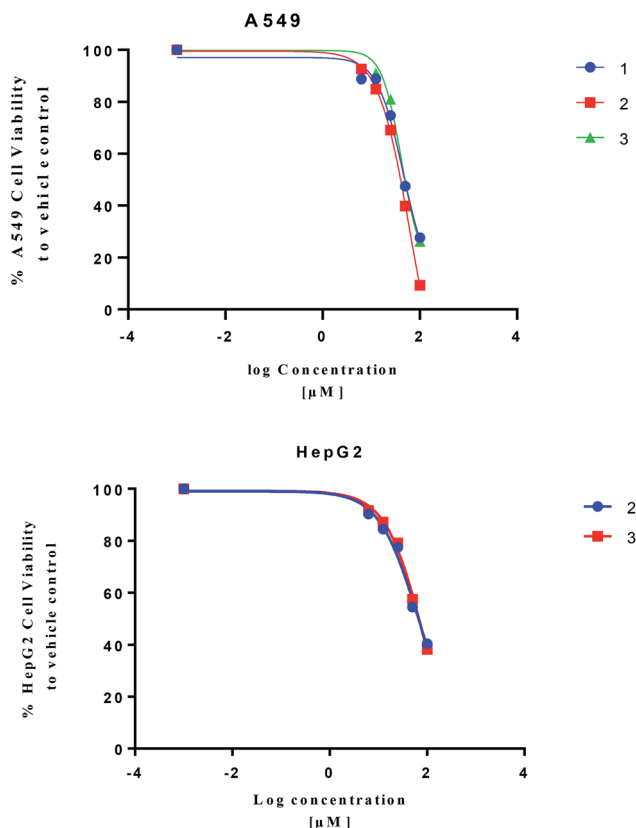 A549
100
80
60
40
20
0
-4 -2 0 2 4
% A549 Cell Viability
to vehicle control
log Concentration
[µM]
1
2
3
HepG2
100
80
60
40
20
0
-4 -2 0 2 4
% HepG2 Cell Viability
to vehicle control
Log concentration
[µM]
2
3